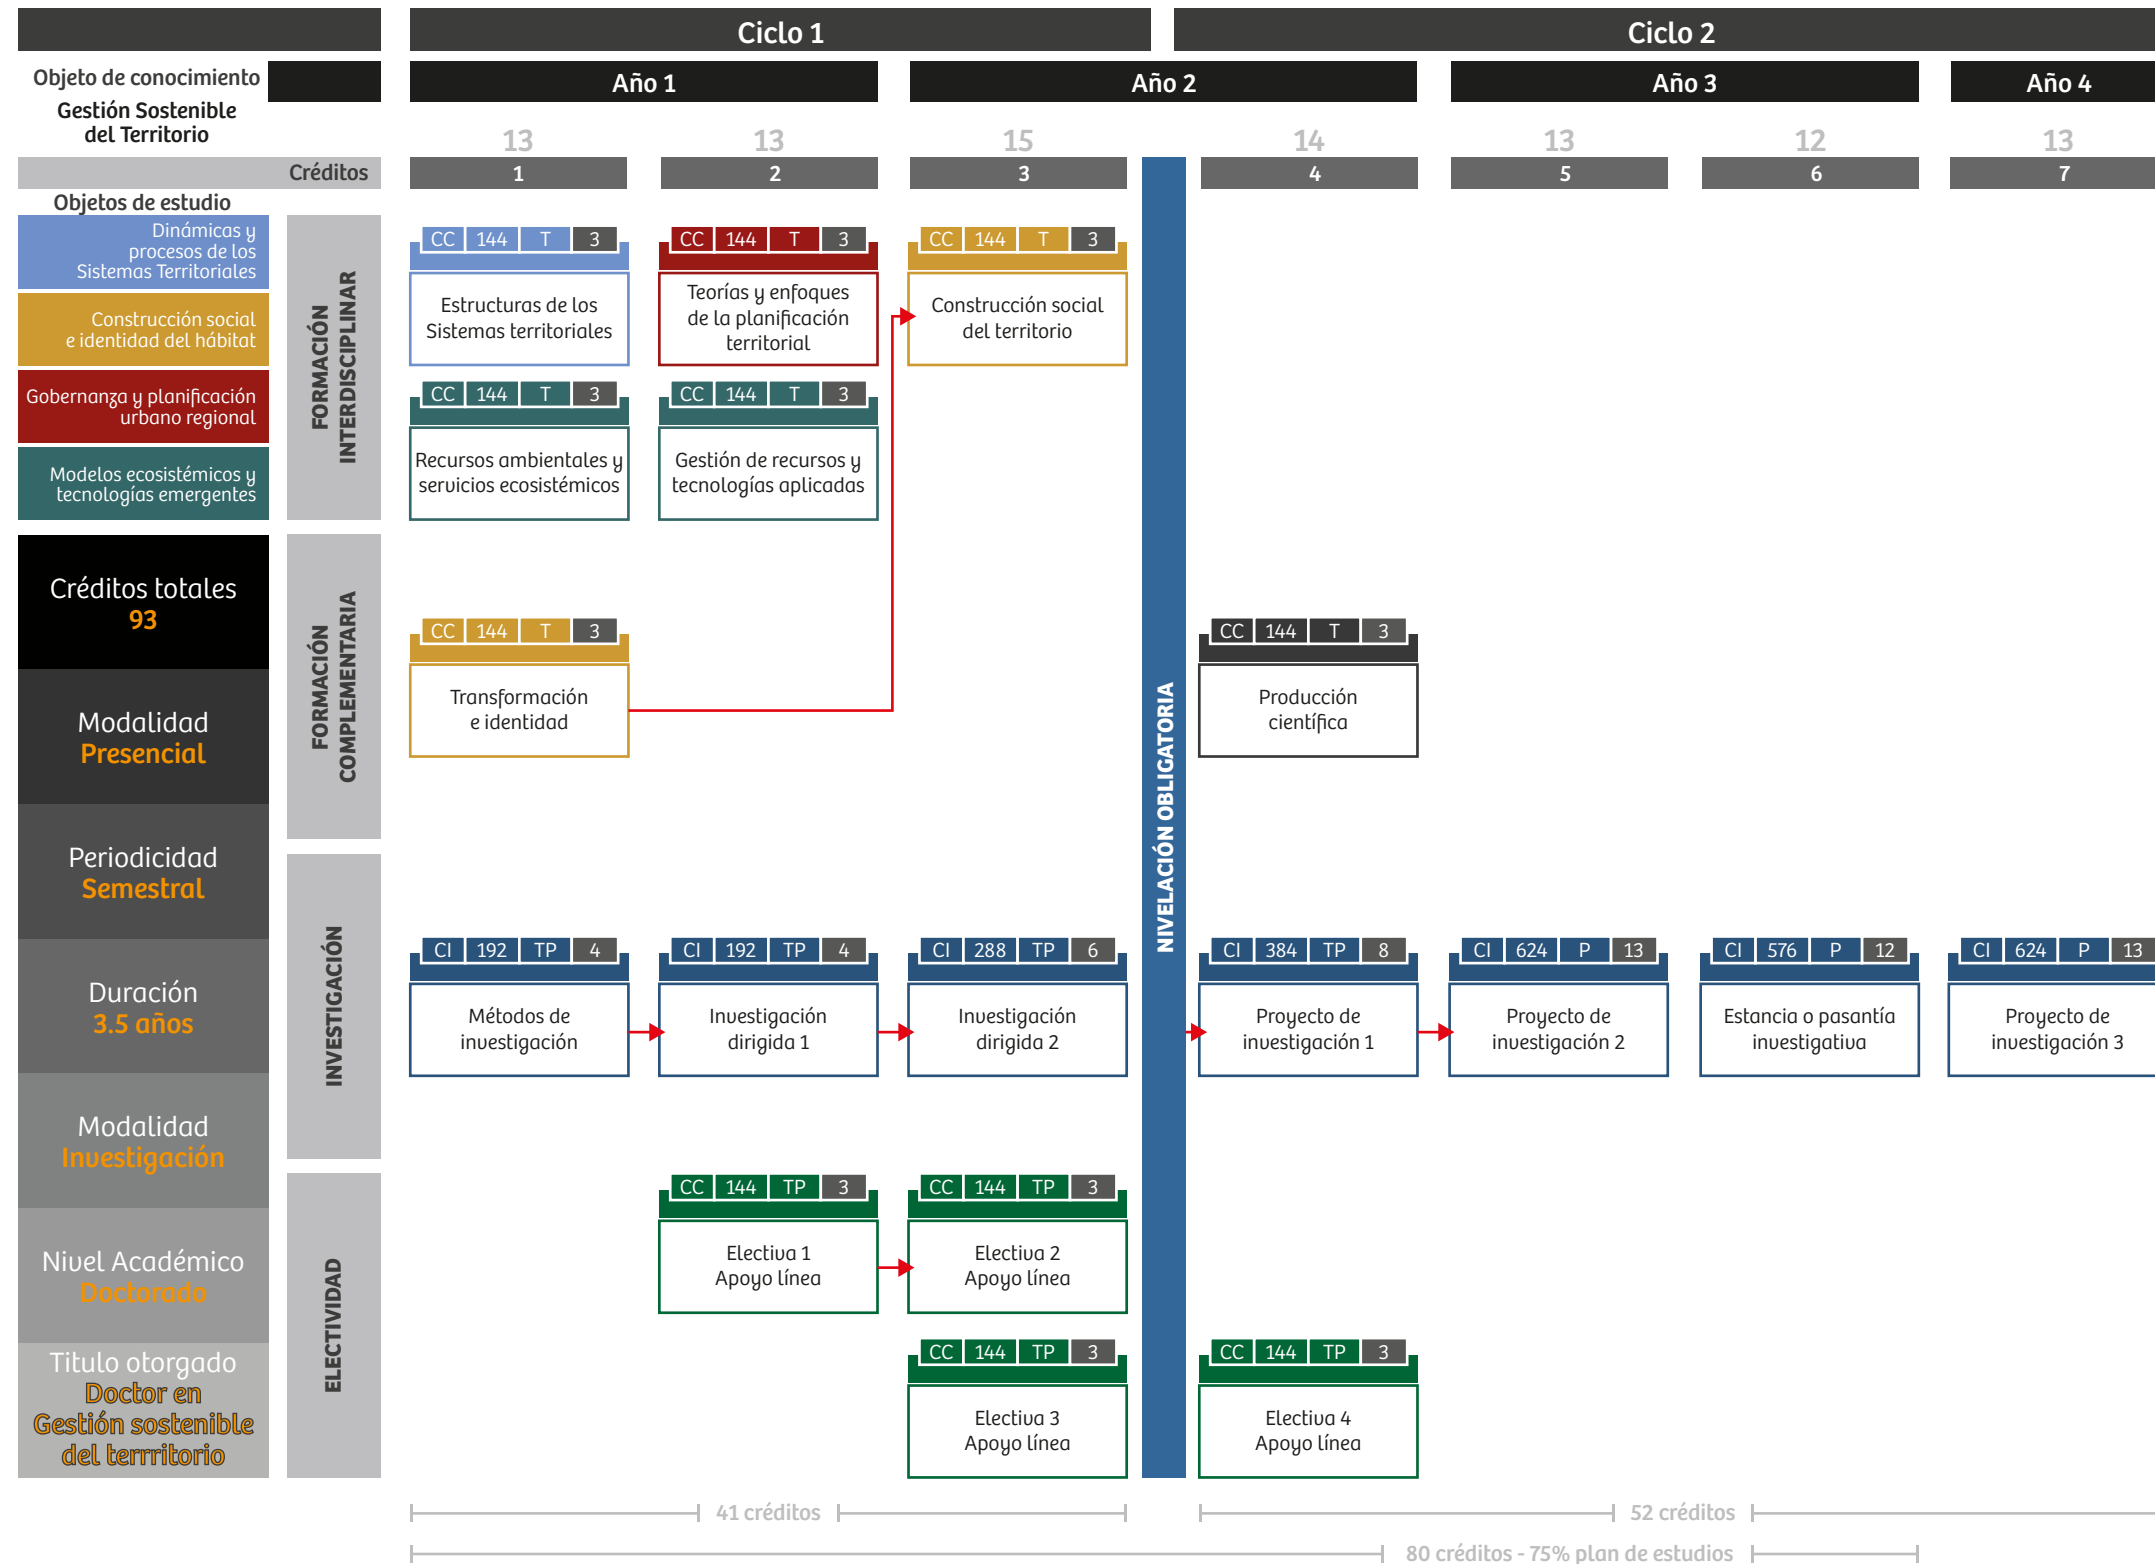 Ciclo 1
Ciclo 2
Objeto de conocimiento
Gestión Sostenible
del Territorio
Año 1
Año 2
Año 3
Año 4
13
13
15
14
13
12
13
Créditos
1
2
3
4
5
6
7
Objetos de estudio
Dinámicas y
procesos de los
Sistemas Territoriales
Construcción social
e identidad del hábitat
Gobernanza y planificación
urbano regional
Modelos ecosistémicos y
tecnologías emergentes
FORMACIÓN
INTERDISCIPLINAR
CC 144 T 3
Estructuras de los
Sistemas territoriales
CC 144 T 3
Teorías y enfoques
de la planificación
territorial
CC 144 T 3
Construcción social
del territorio
CC 144 T 3
Recursos ambientales y
servicios ecosistémicos
CC 144 T 3
Gestión de recursos y
tecnologías aplicadas
Créditos totales
93
Modalidad
Presencial
Periodicidad
Semestral
Duración
3.5 años
Modalidad
Investigación
Nivel Académico
Doctorado
Titulo otorgado
Doctor en
Gestión sostenible
del terrritorio
FORMACIÓN
COMPLEMENTARIA
CC 144 T 3
Transformación
e identidad
CC 144 T 3
Producción
científica
NIVELACIÓN OBLIGATORIA
INVESTIGACIÓN
CI 192 TP 4
Métodos de
investigación
CI 192 TP 4
Investigación
dirigida 1
CI 288 TP 6
Investigación
dirigida 2
CI 384 TP 8
Proyecto de
investigación 1
CI 624 P 13
Proyecto de
investigación 2
CI 576 P 12
Estancia o pasantía
investigativa
CI 624 P 13
Proyecto de
investigación 3
ELECTIVIDAD
CC 144 TP 3
Electiva 1
Apoyo línea
CC 144 TP 3
Electiva 2
Apoyo línea
CC 144 TP 3
Electiva 3
Apoyo línea
CC 144 TP 3
Electiva 4
Apoyo línea
41 créditos
52 créditos
80 créditos - 75% plan de estudios